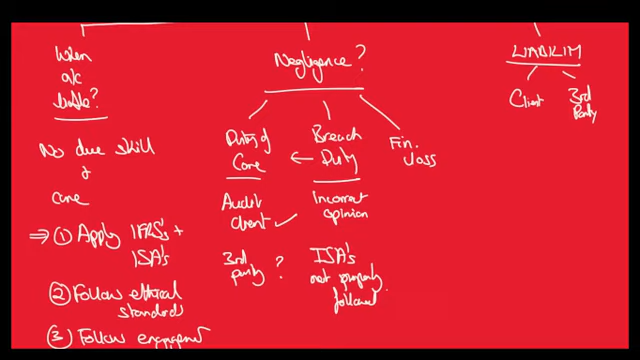 When
a/c
liable?
No due skill
&
care
⇒ ① Apply IFRS's +
ISA's
② Follow ethical
standards
③ Follow engagement
Negligence?
Duty of
Care
Audit
client ✓
3rd
party ?
← Breach
Duty
Incorrect
opinion
ISA's
not properly
followed
Fin.
loss
LIABILITY
Client
3rd
Party